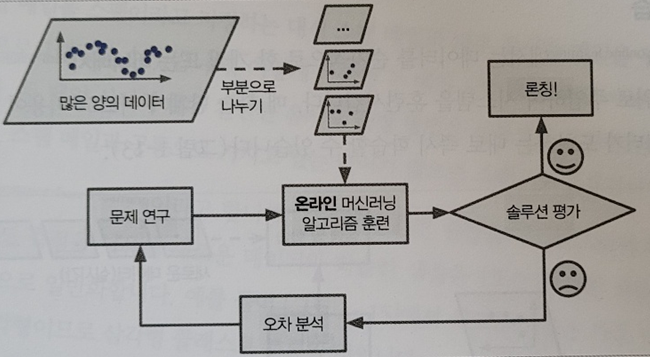 ...
많은 양의 데이터
부분으로
나누기
론칭!
문제 연구
온라인 머신러닝
알고리즘 훈련
솔루션 평가
오차 분석